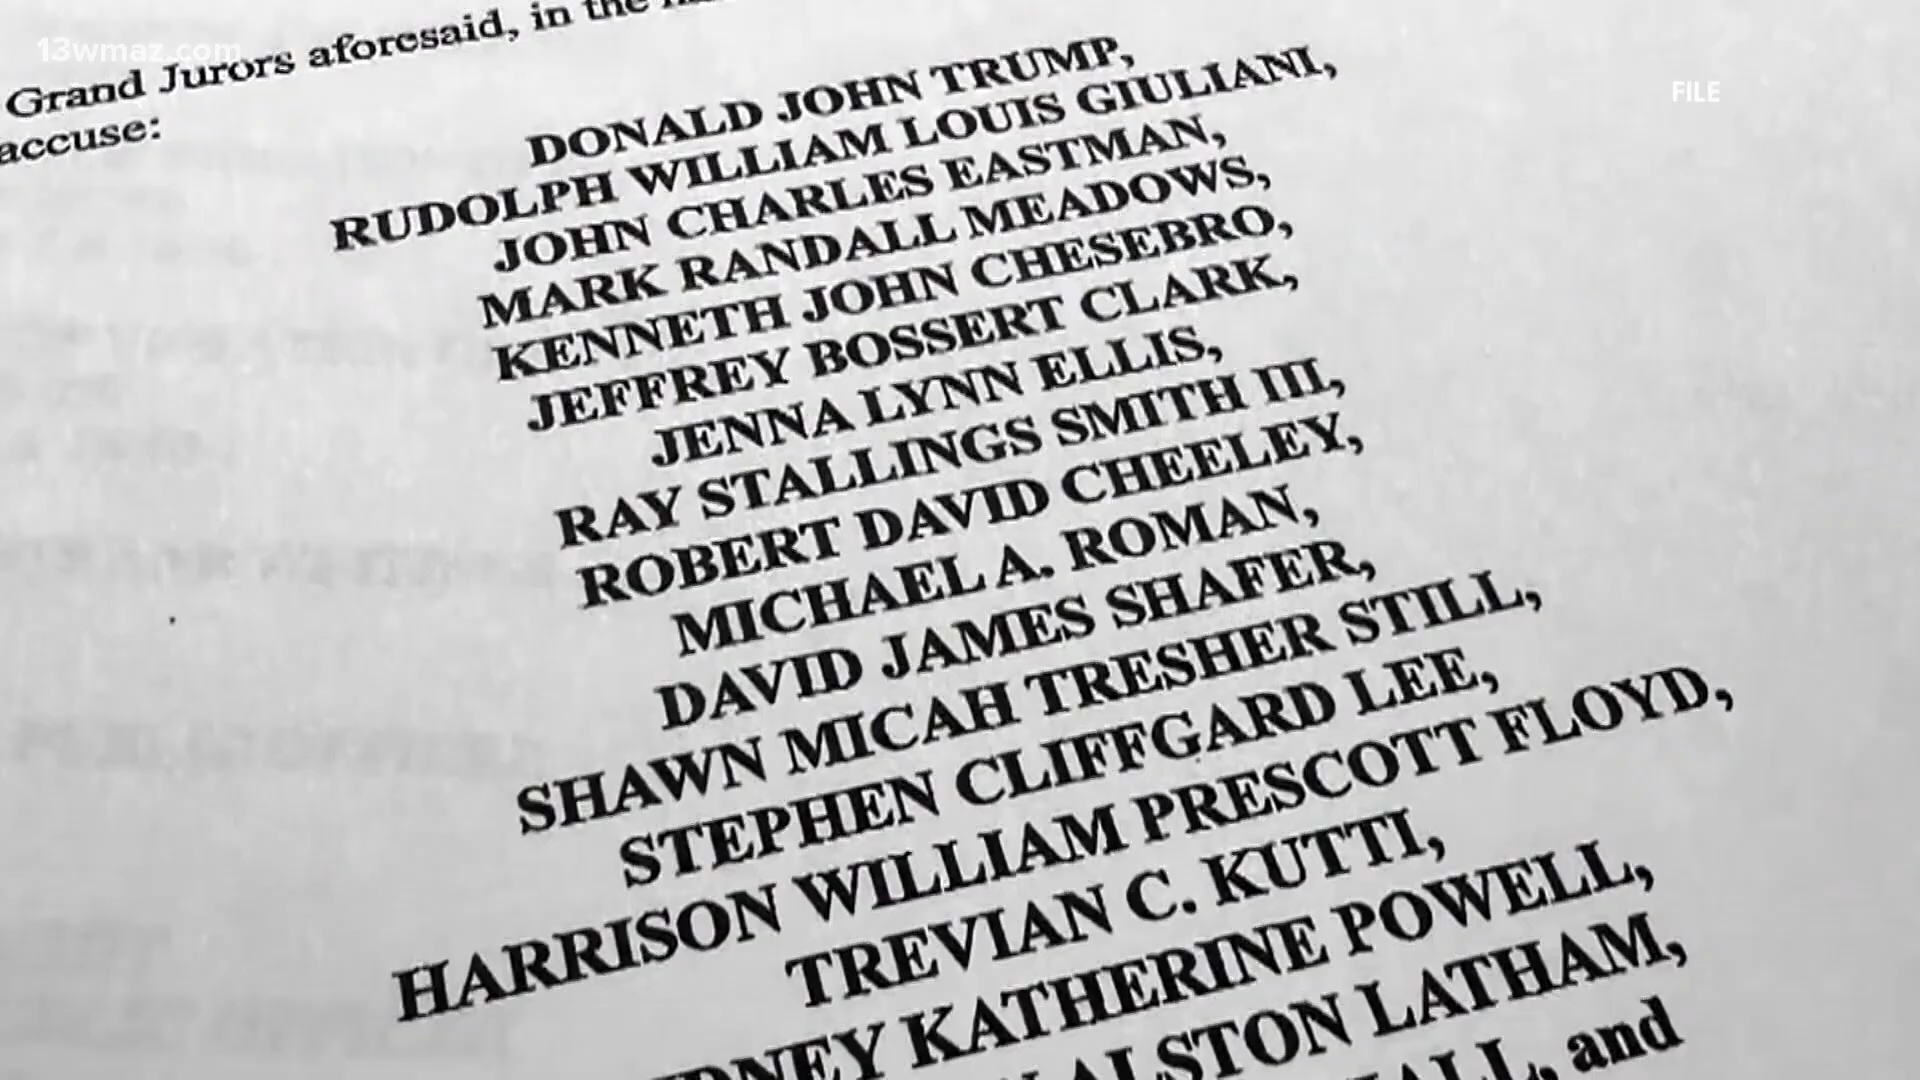 13wmaz.com
FILE
Grand Jurors aforesaid, in the
accuse:
DONALD JOHN TRUMP,
RUDOLPH WILLIAM LOUIS GIULIANI,
JOHN CHARLES EASTMAN,
MARK RANDALL MEADOWS,
KENNETH JOHN CHESEBRO,
JEFFREY BOSSERT CLARK,
JENNA LYNN ELLIS,
RAY STALLINGS SMITH III,
ROBERT DAVID CHEELEY,
MICHAEL A. ROMAN,
DAVID JAMES SHAFER,
SHAWN MICAH TRESHER STILL,
STEPHEN CLIFFGARD LEE,
HARRISON WILLIAM PRESCOTT FLOYD,
TREVIAN C. KUTTI,
KATHERINE POWELL,
ALSTON LATHAM,
and